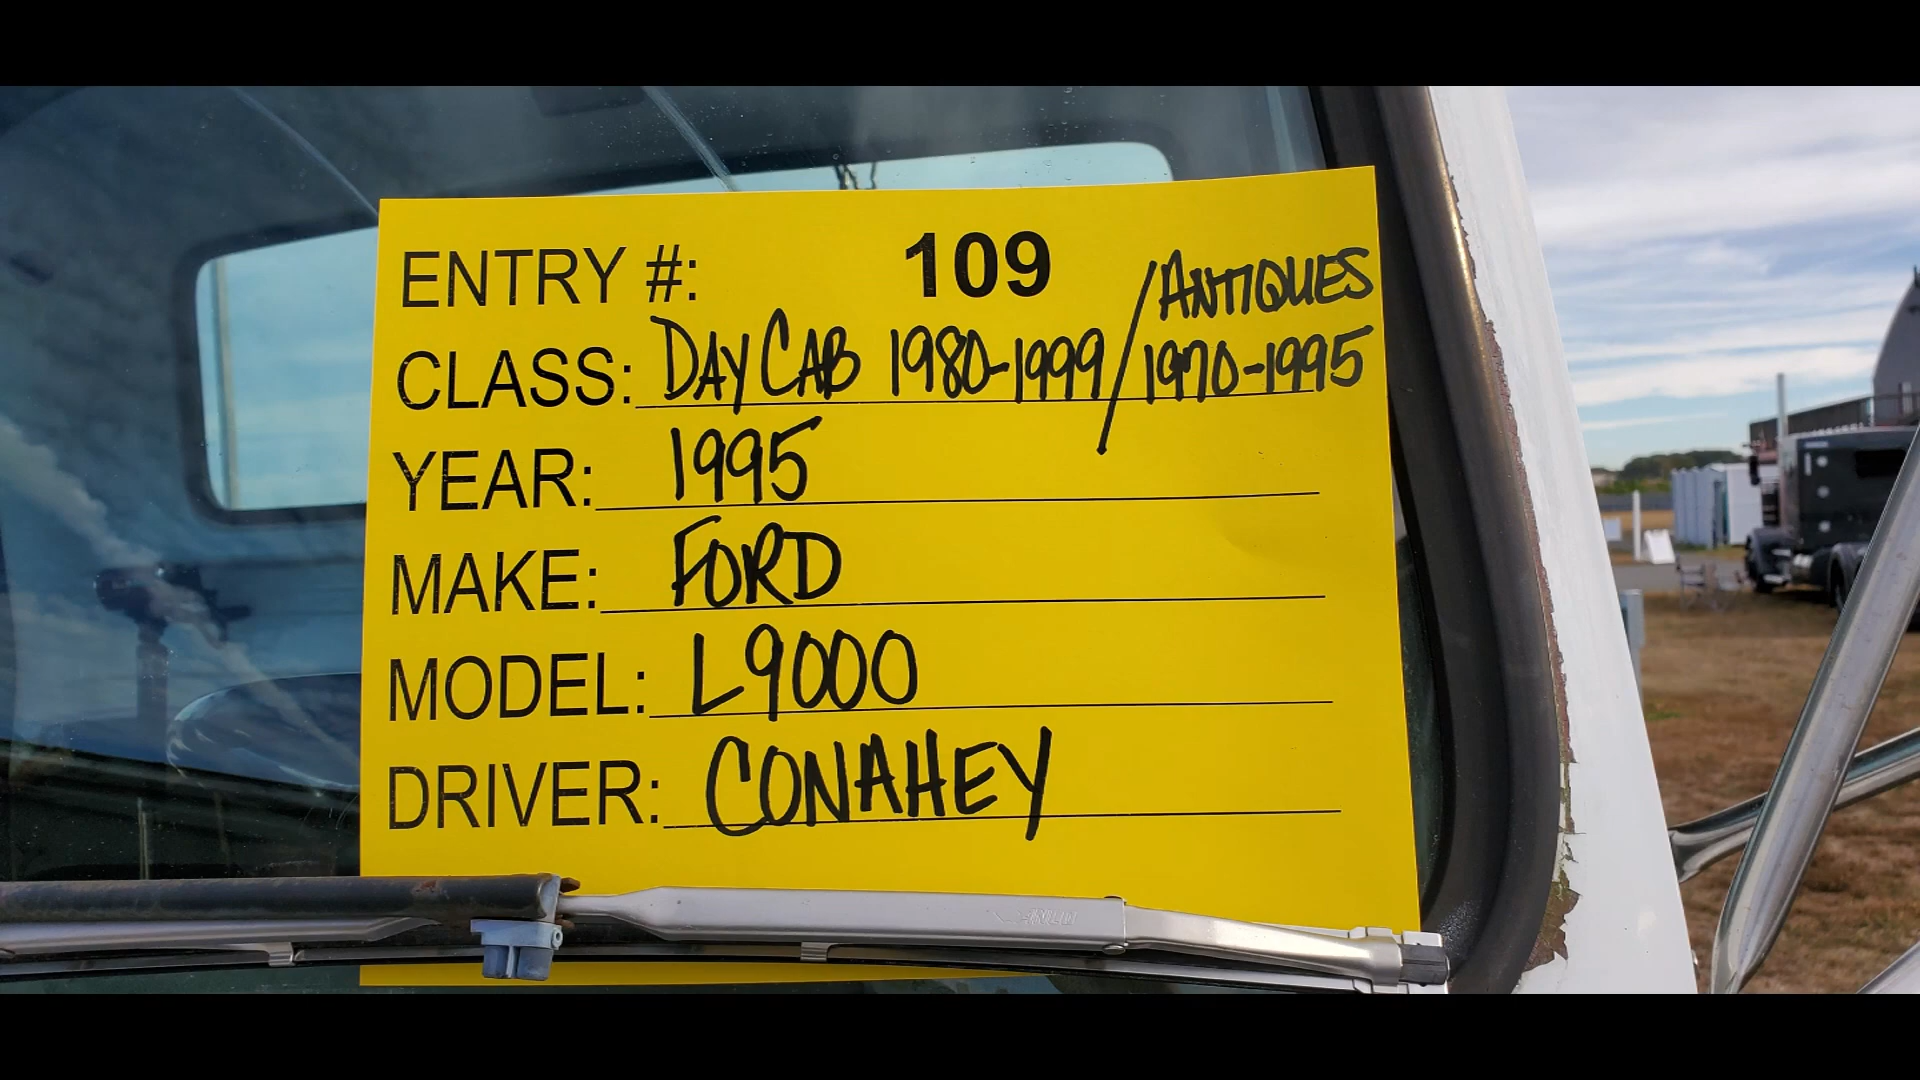 ENTRY #: 109
CLASS: DAY CAB 1980-1999 / ANTIQUES 1970-1995
YEAR: 1995
MAKE: FORD
MODEL: L9000
DRIVER: CONAHEY